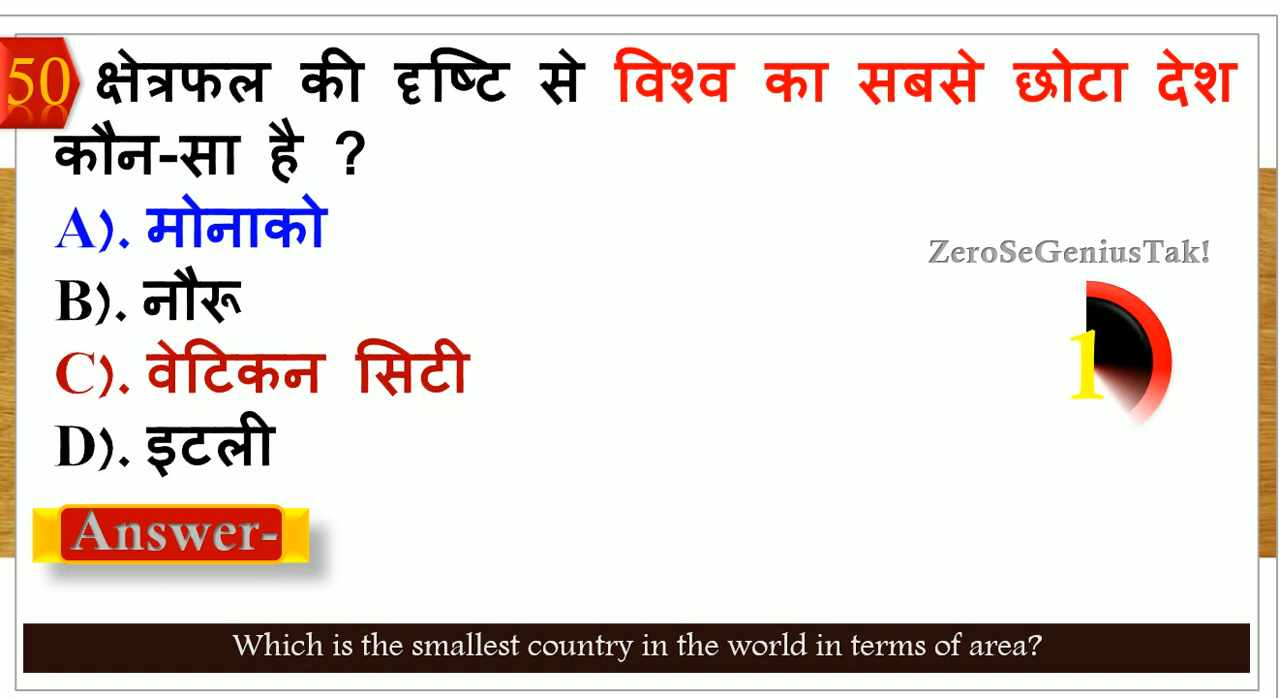 50 क्षेत्रफल की दृष्टि से विश्व का सबसे छोटा देश
कौन-सा है ?
A). मोनाको
B). नौरू
C). वेटिकन सिटी
D). इटली
ZeroSeGeniusTak!
1
Answer-
Which is the smallest country in the world in terms of area?